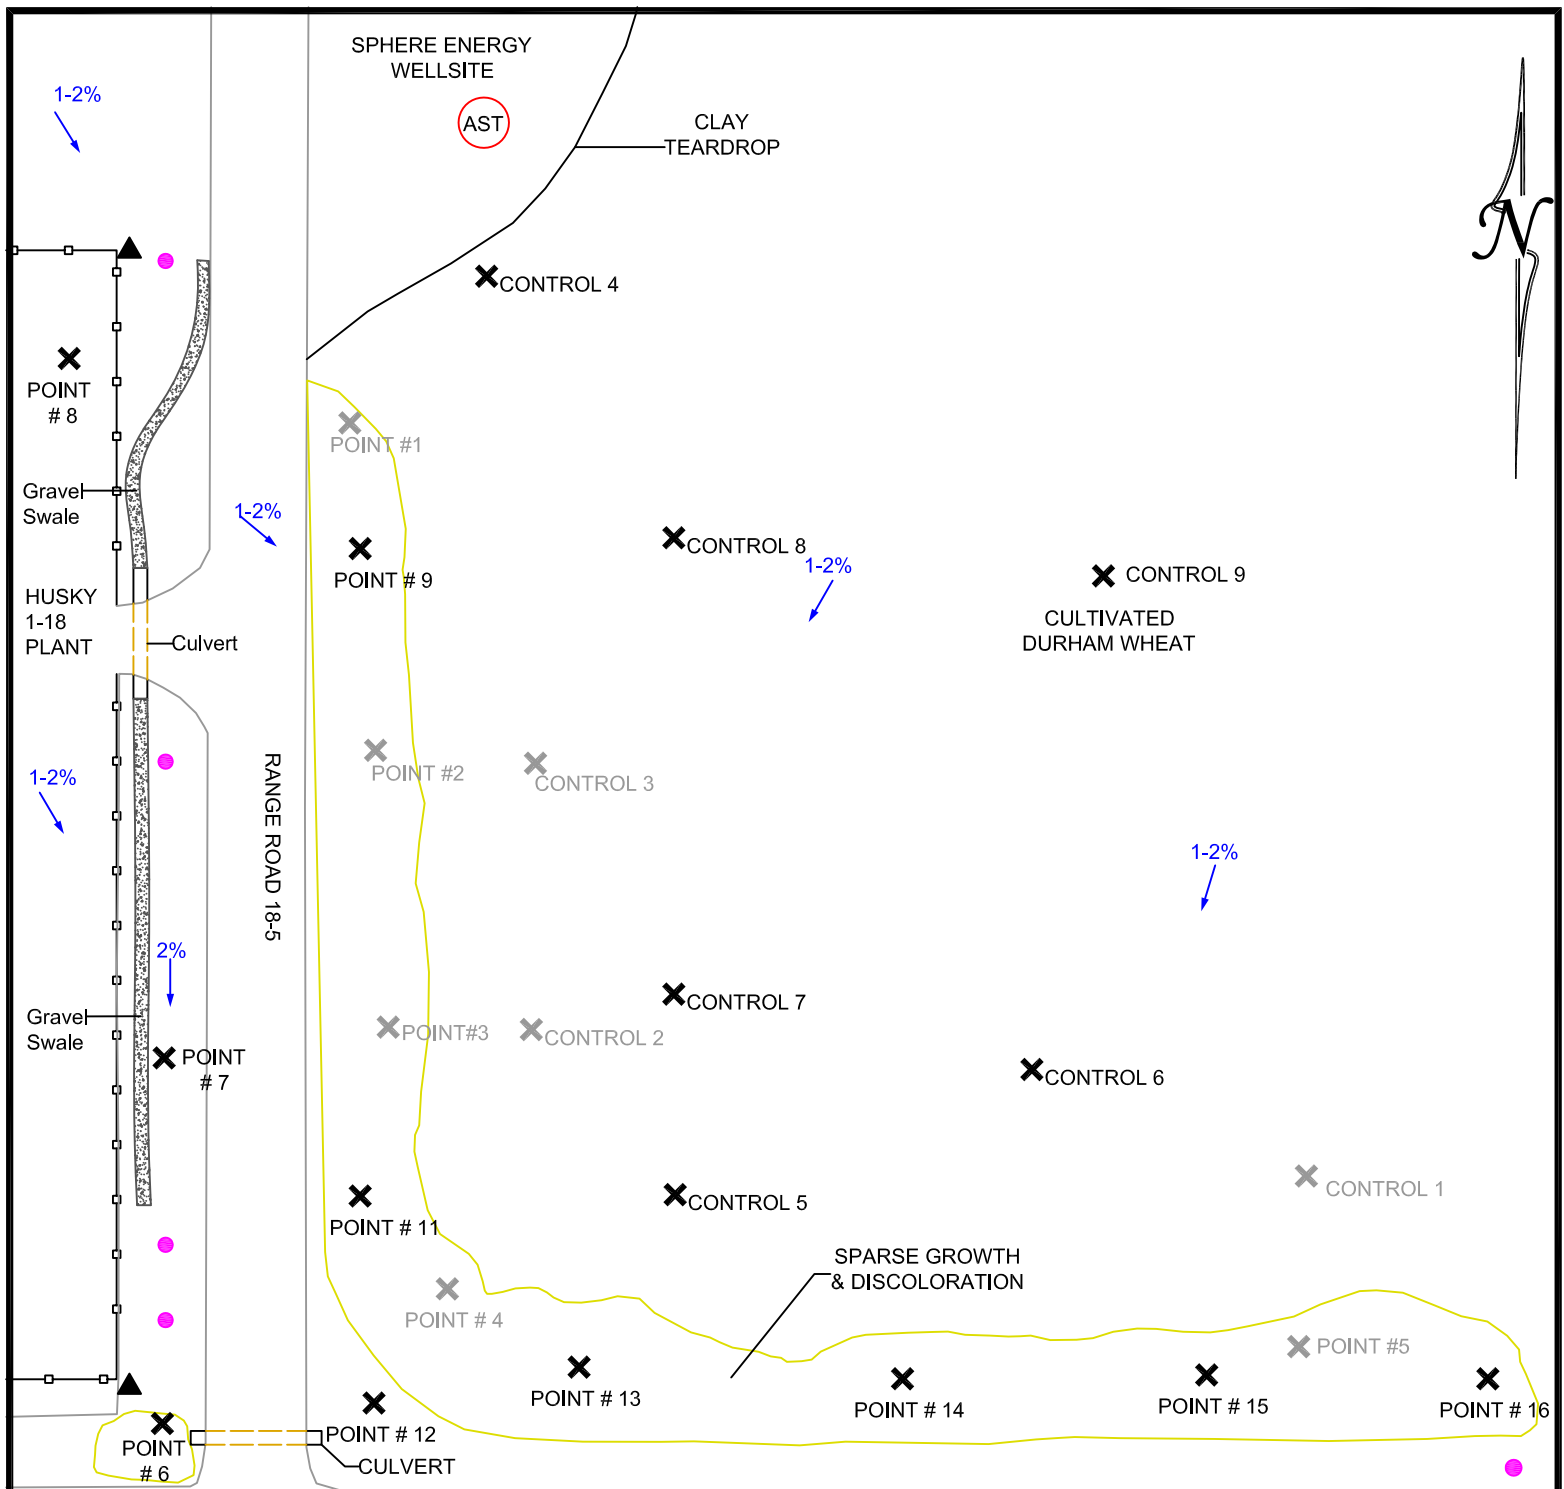 SPHERE ENERGY
WELLSITE
AST
1-2%
CLAY
TEARDROP
N
CONTROL 4
POINT
# 8
POINT #1
Gravel
Swale
1-2%
CONTROL 8
1-2%
CONTROL 9
POINT # 9
HUSKY
1-18
PLANT
Culvert
CULTIVATED
DURHAM WHEAT
RANGE ROAD 18-5
POINT #2
CONTROL 3
1-2%
1-2%
2%
CONTROL 7
Gravel
Swale
POINT#3
CONTROL 2
POINT
# 7
CONTROL 6
CONTROL 1
CONTROL 5
POINT # 11
SPARSE GROWTH
& DISCOLORATION
POINT # 4
POINT #5
POINT # 13
POINT # 14
POINT # 15
POINT # 16
POINT # 12
POINT
# 6
CULVERT